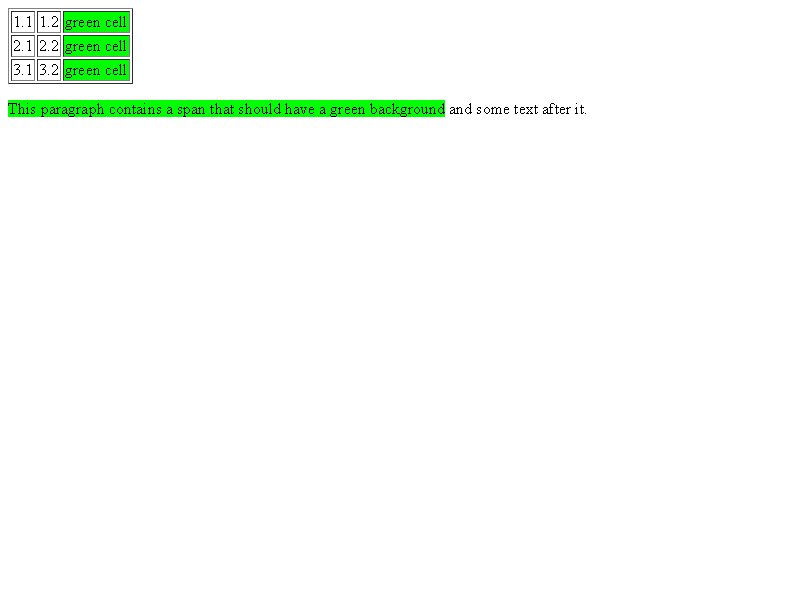 1.1 1.2 green cell
2.1 2.2 green cell
3.1 3.2 green cell
This paragraph contains a span that should have a green background and some text after it.